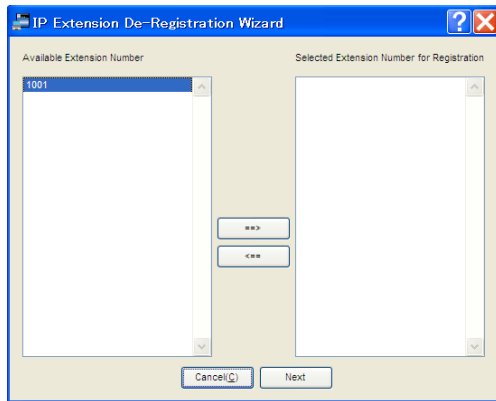 IP Extension De-Registration Wizard
Available Extension Number
Selected Extension Number for Registration
1001
==>
<==
Cancel(C)
Next